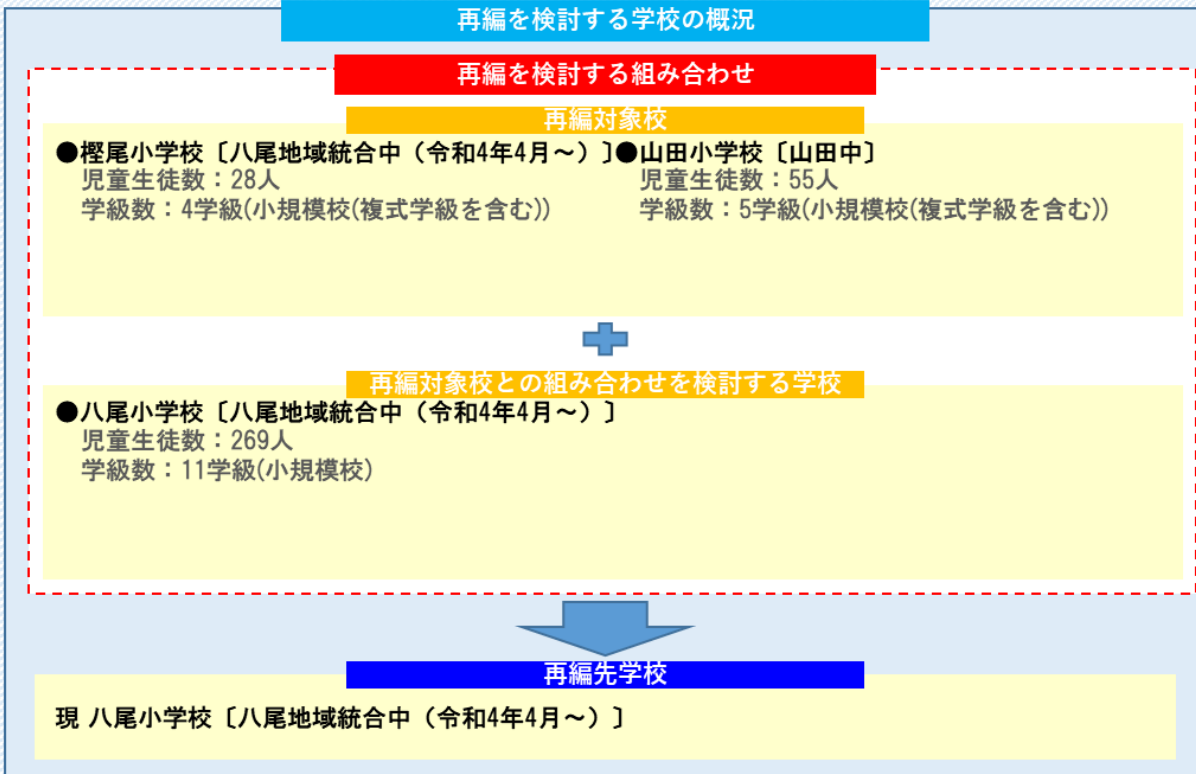 再編を検討する学校の概況
再編を検討する組み合わせ
再編対象校
●樫尾小学校〔八尾地域統合中（令和4年4月～）〕●山田小学校〔山田中〕
児童生徒数：28人 児童生徒数：55人
学級数：4学級(小規模校(複式学級を含む)) 学級数：5学級(小規模校(複式学級を含む))
再編対象校との組み合わせを検討する学校
●八尾小学校〔八尾地域統合中（令和4年4月～）〕
児童生徒数：269人
学級数：11学級(小規模校)
再編先学校
現 八尾小学校〔八尾地域統合中（令和4年4月～）〕